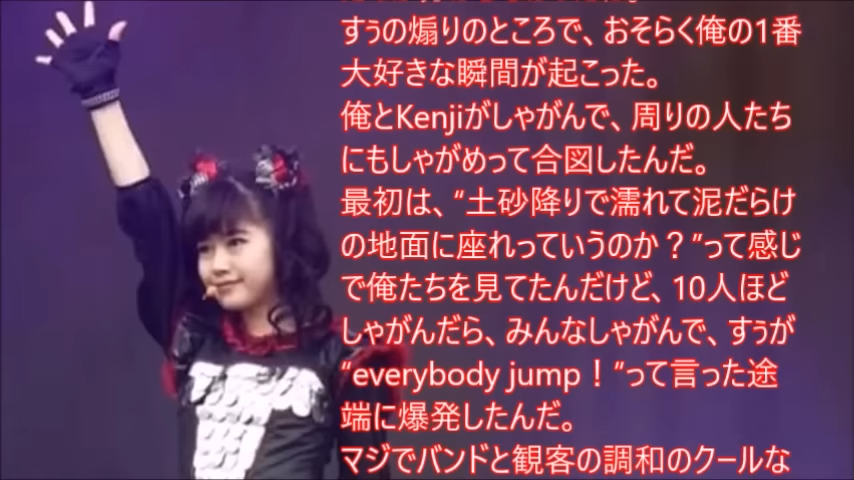 すぅの煽りのところで、おそらく俺の1番
大好きな瞬間が起こった。
俺とKenjiがしゃがんで、周りの人たち
にもしゃがめって合図したんだ。
最初は、“土砂降りで濡れて泥だらけ
の地面に座れっていうのか？”って感じ
で俺たちを見てたんだけど、10人ほど
しゃがんだら、みんなしゃがんで、すぅが
“everybody jump！”って言った途
端に爆発したんだ。
マジでバンドと観客の調和のクールな